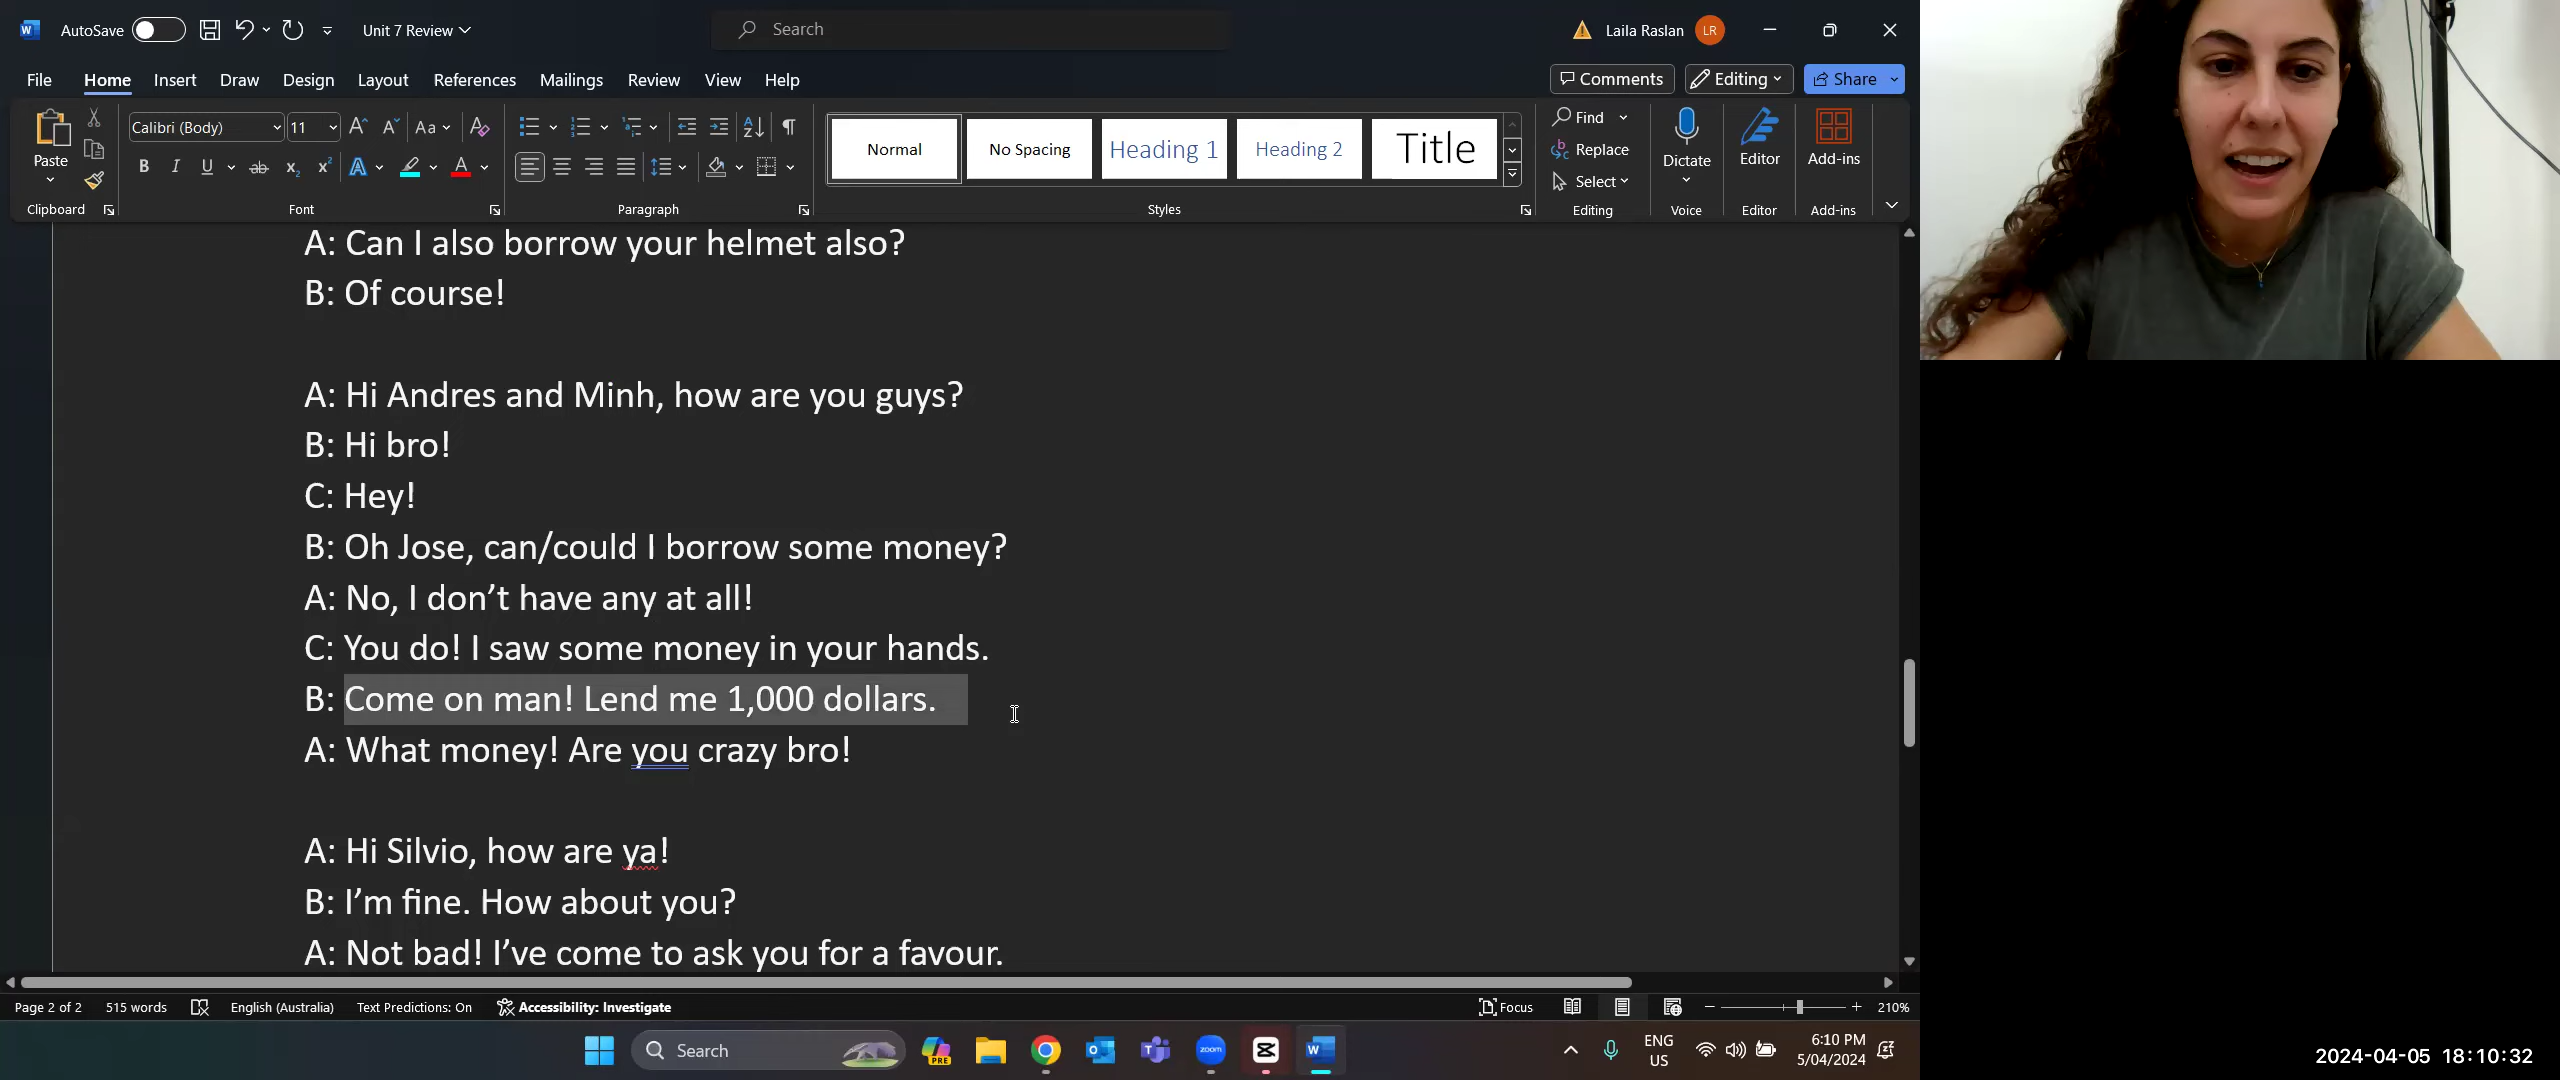 AutoSave
Unit 7 Review
Search
Laila Raslan
LR
File Home Insert Draw Design Layout References Mailings Review View Help
Comments Editing Share
Paste
Clipboard
Calibri (Body) 11
Font
Paragraph
Normal
No Spacing
Heading 1
Heading 2
Title
Styles
Find
Replace
Select
Editing
Dictate
Voice
Editor
Editor
Add-ins
Add-ins
A: Can I also borrow your helmet also?
B: Of course!
A: Hi Andres and Minh, how are you guys?
B: Hi bro!
C: Hey!
B: Oh Jose, can/could I borrow some money?
A: No, I don’t have any at all!
C: You do! I saw some money in your hands.
B: Come on man! Lend me 1,000 dollars.
A: What money! Are you crazy bro!
A: Hi Silvio, how are ya!
B: I’m fine. How about you?
A: Not bad! I’ve come to ask you for a favour.
Page 2 of 2 515 words English (Australia) Text Predictions: On Accessibility: Investigate
Focus
210%
Search
PRE
zoom
ENG
US
6:10 PM
5/04/2024
2024-04-05 18:10:32